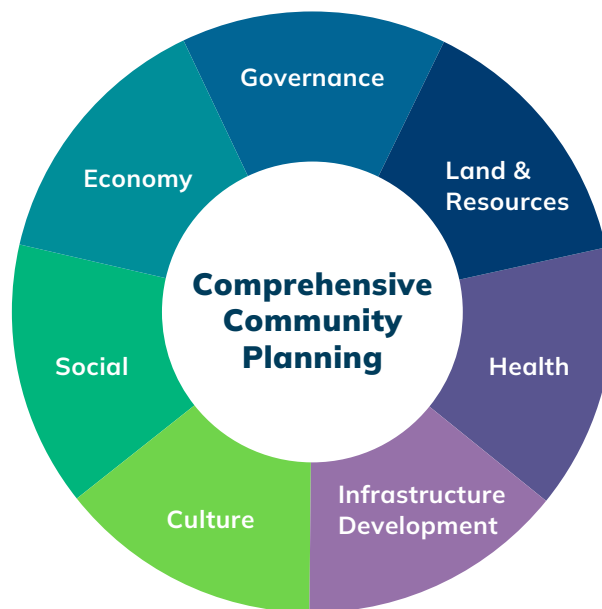 Governance
Land &
Resources
Economy
Comprehensive
Community
Planning
Social
Health
Infrastructure
Development
Culture